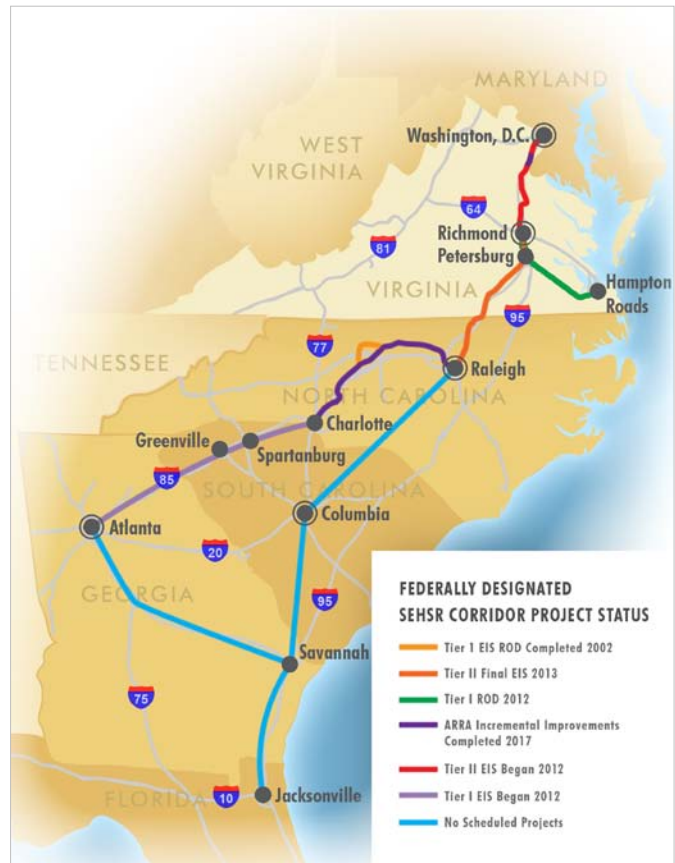 MARYLAND
Washington, D.C.
WEST
VIRGINIA
64
Richmond
81
Petersburg
Hampton
Roads
VIRGINIA
95
77
TENNESSEE
Raleigh
NORTH CAROLINA
Charlotte
Greenville
Spartanburg
85
SOUTH CAROLINA
Columbia
Atlanta
20
GEORGIA
95
Savannah
75
FLORIDA
10
Jacksonville
FEDERALLY DESIGNATED
SEHSR CORRIDOR PROJECT STATUS
Tier 1 EIS ROD Completed 2002
Tier II Final EIS 2013
Tier I ROD 2012
ARRA Incremental Improvements
Completed 2017
Tier II EIS Began 2012
Tier I EIS Began 2012
No Scheduled Projects